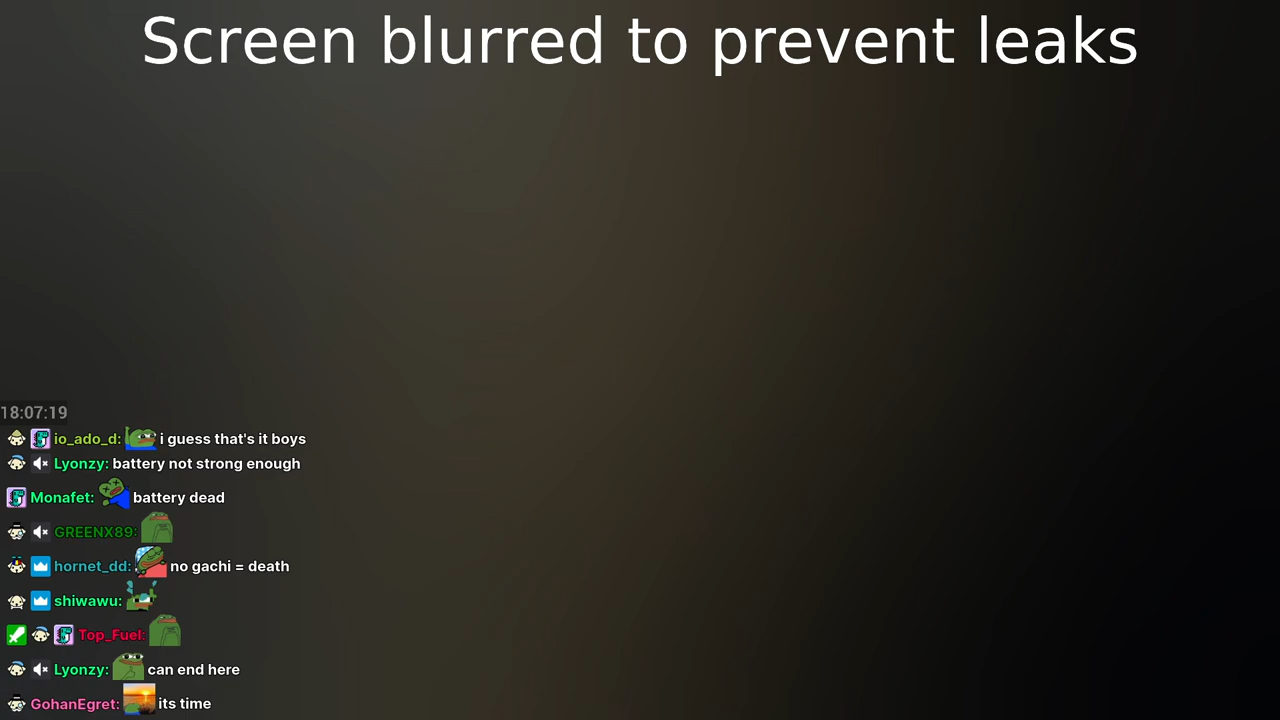 Screen blurred to prevent leaks
18:07:19
io_ado_d: i guess that's it boys
Lyonzy: battery not strong enough
Monafet: battery dead
GREENX89:
hornet_dd: no gachi = death
shiwawu:
Top_Fuel:
Lyonzy: can end here
GohanEgret: its time